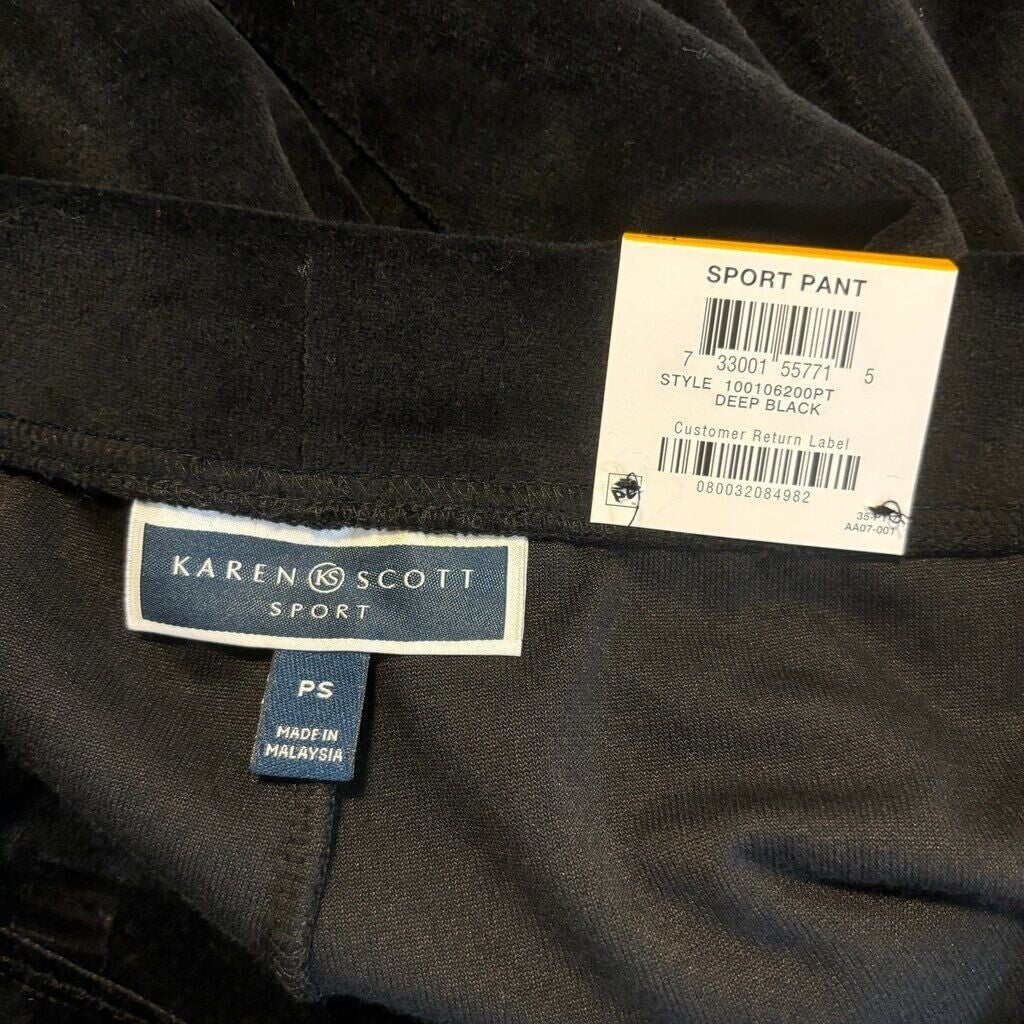 SPORT PANT
7 33001 55771 5
STYLE 100106200PT
DEEP BLACK
Customer Return Label
080032084982
AA07-001
KAREN KS SCOTT
SPORT
PS
MADE IN
MALAYSIA